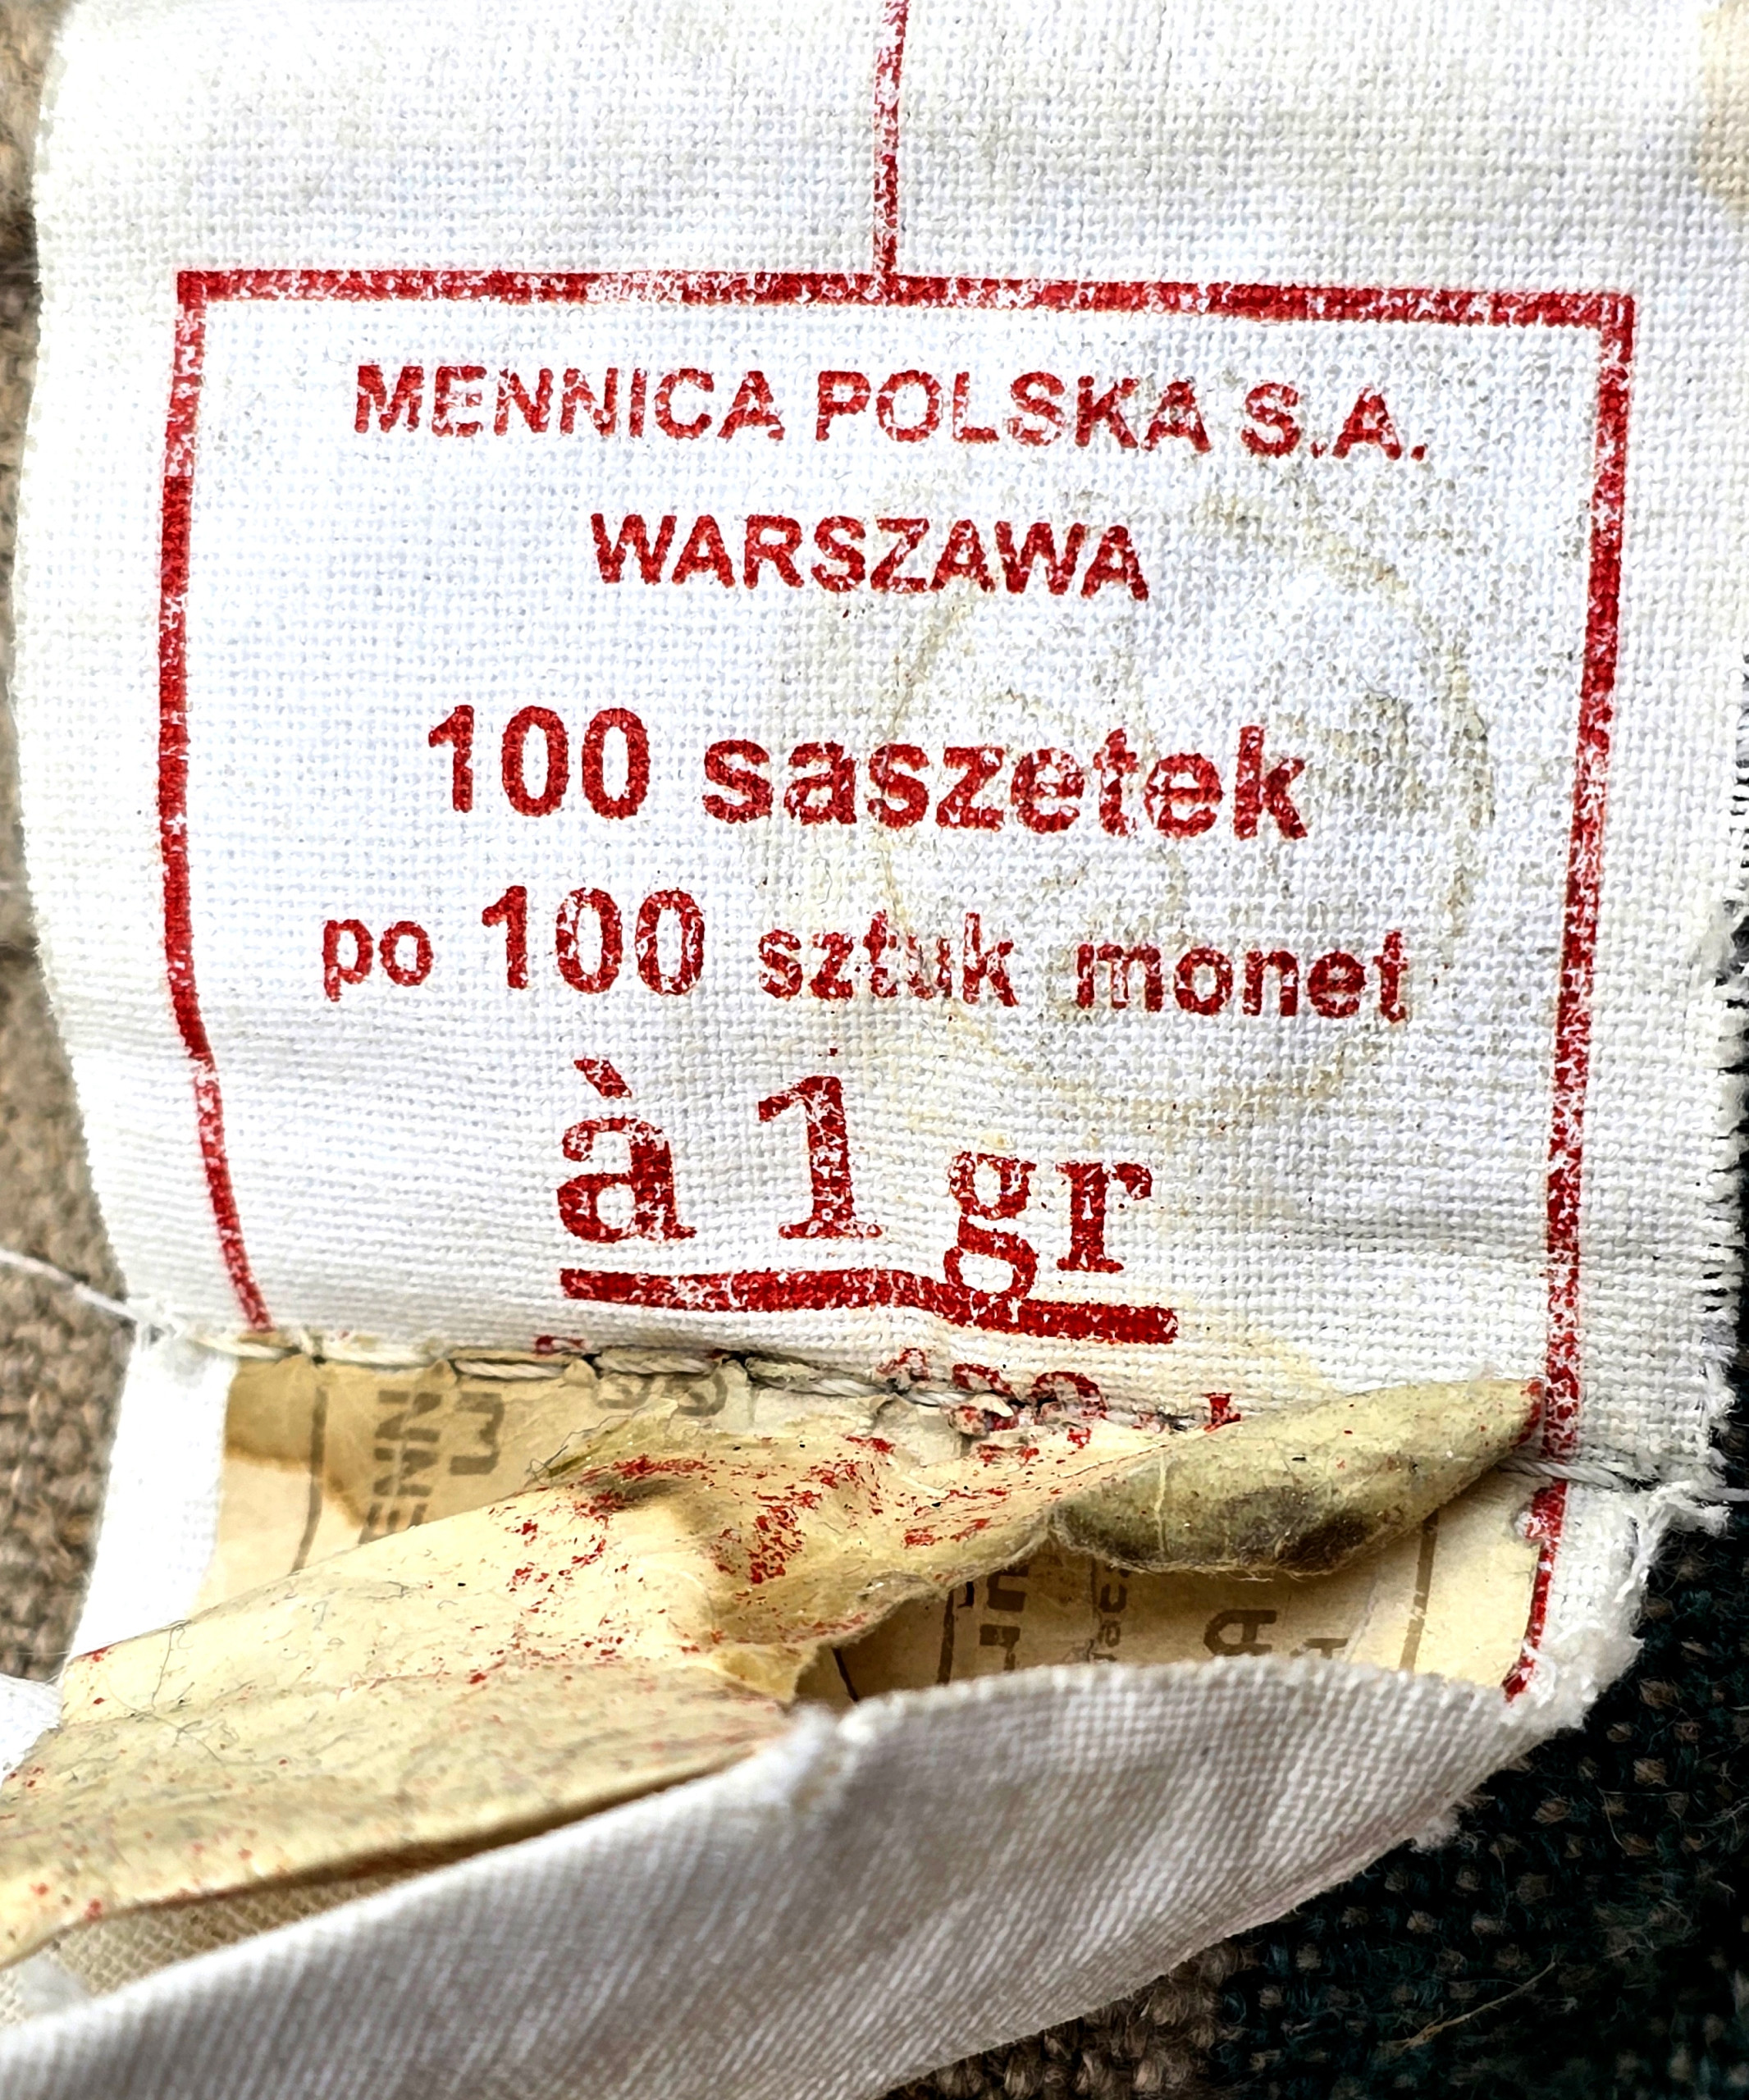 MENNICA POLSKA S.A.
WARSZAWA
100 saszetek
po 100 sztuk monet
à 1 gr